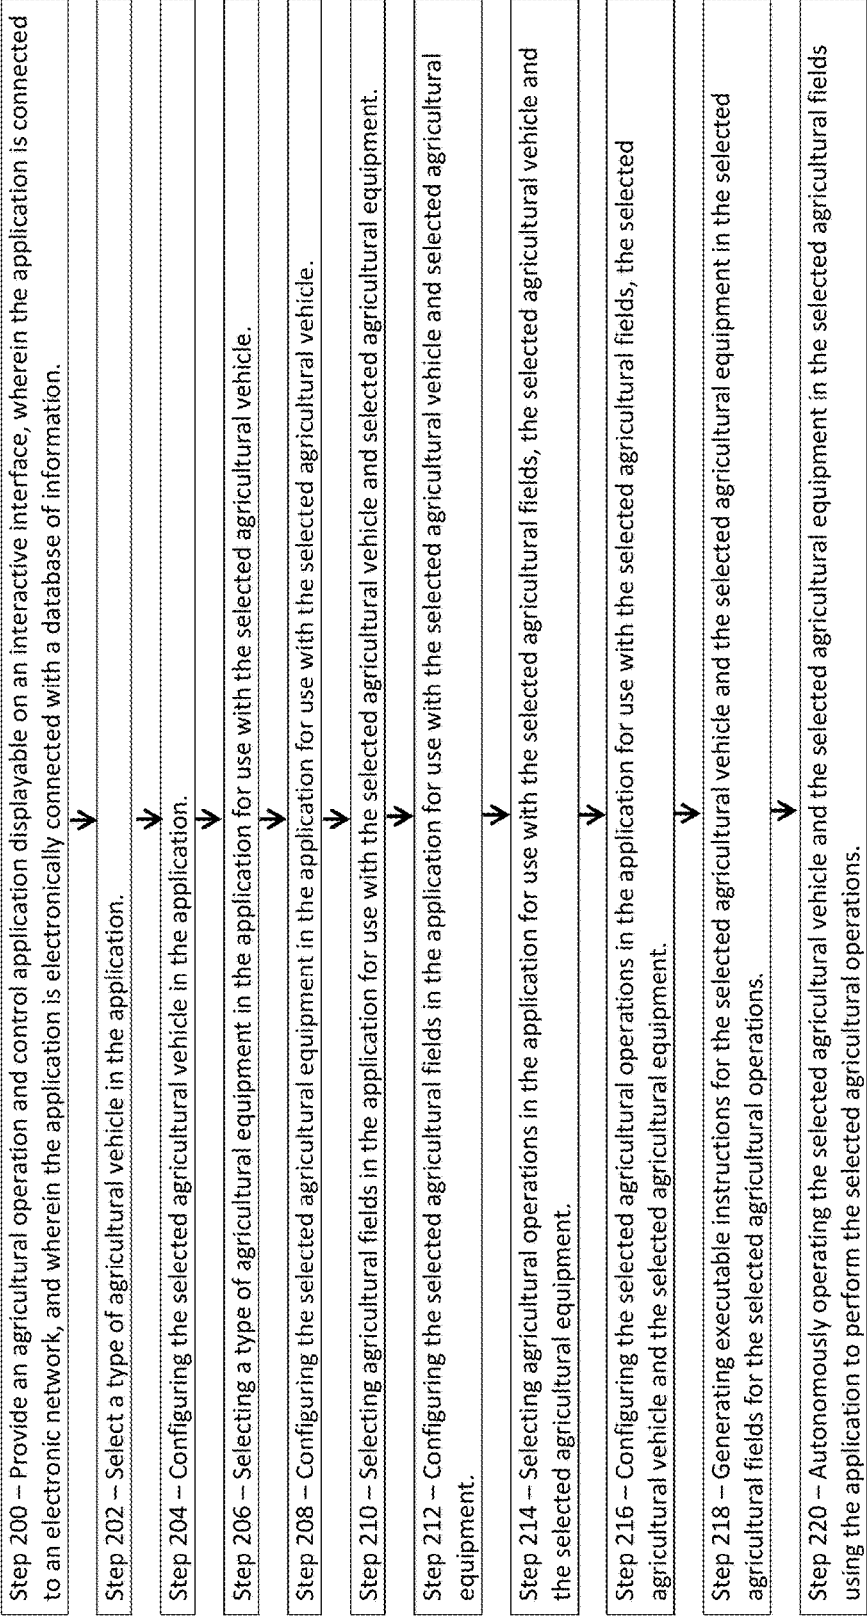 Step 200 – Provide an agricultural operation and control application displayable on an interactive interface, wherein the application is connected
to an electronic network, and wherein the application is electronically connected with a database of information.
Step 202 – Select a type of agricultural vehicle in the application.
Step 204 – Configuring the selected agricultural vehicle in the application.
Step 206 – Selecting a type of agricultural equipment in the application for use with the selected agricultural vehicle.
Step 208 – Configuring the selected agricultural equipment in the application for use with the selected agricultural vehicle.
Step 210 – Selecting agricultural fields in the application for use with the selected agricultural vehicle and selected agricultural equipment.
Step 212 – Configuring the selected agricultural fields in the application for use with the selected agricultural vehicle and selected agricultural
equipment.
Step 214 – Selecting agricultural operations in the application for use with the selected agricultural fields, the selected agricultural vehicle and
the selected agricultural equipment.
Step 216 – Configuring the selected agricultural operations in the application for use with the selected agricultural fields, the selected
agricultural vehicle and the selected agricultural equipment.
Step 218 – Generating executable instructions for the selected agricultural vehicle and the selected agricultural equipment in the selected
agricultural fields for the selected agricultural operations.
Step 220 – Autonomously operating the selected agricultural vehicle and the selected agricultural equipment in the selected agricultural fields
using the application to perform the selected agricultural operations.